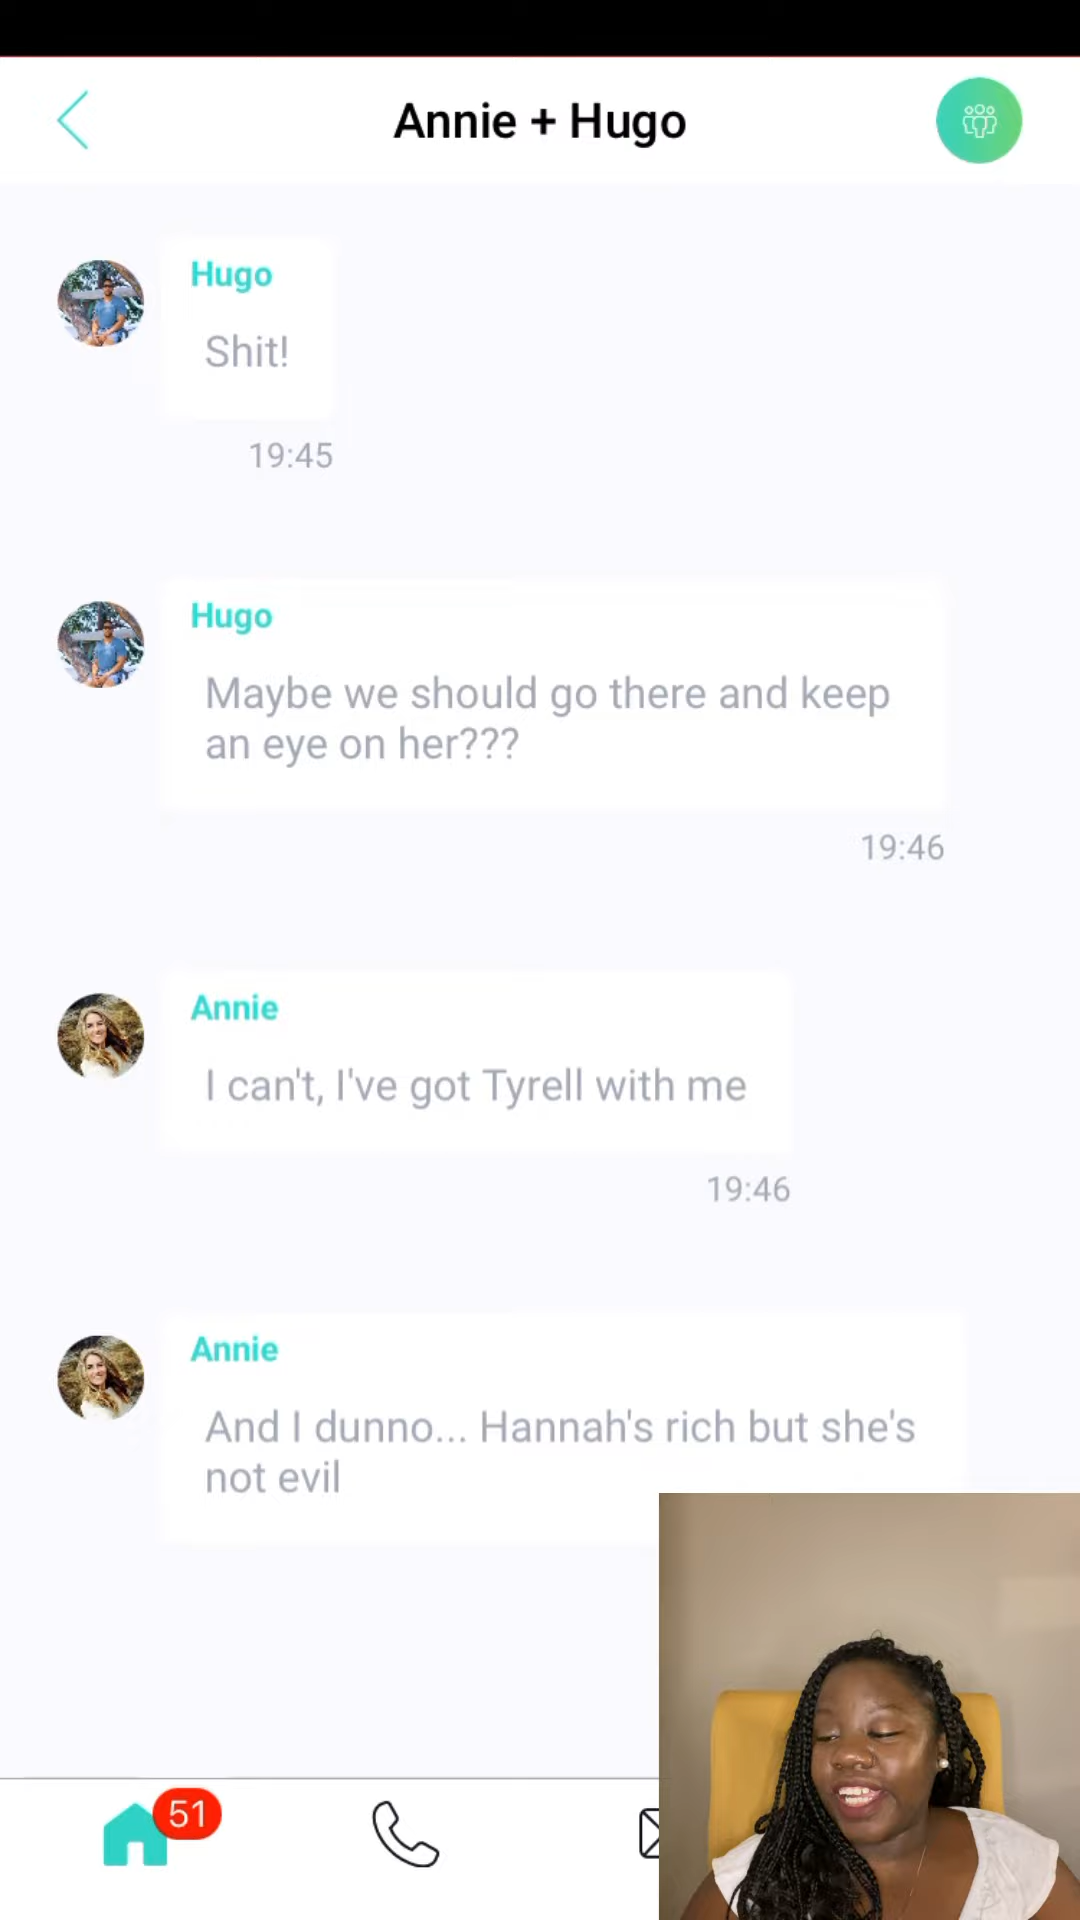 Annie + Hugo
Hugo
Shit!
19:45
Hugo
Maybe we should go there and keep
an eye on her???
19:46
Annie
I can't, I've got Tyrell with me
19:46
Annie
And I dunno... Hannah's rich but she's
not evil
51